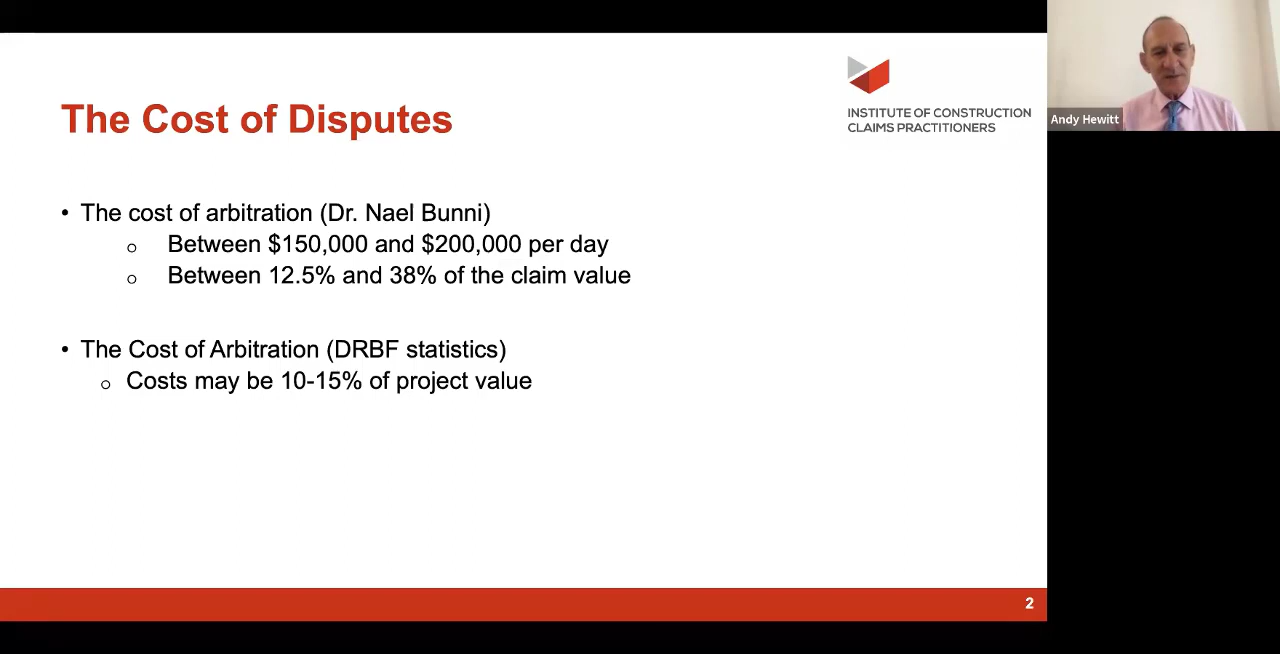 The Cost of Disputes
INSTITUTE OF CONSTRUCTION
CLAIMS PRACTITIONERS
Andy Hewitt
• The cost of arbitration (Dr. Nael Bunni)
o Between $150,000 and $200,000 per day
o Between 12.5% and 38% of the claim value
• The Cost of Arbitration (DRBF statistics)
o Costs may be 10-15% of project value
2